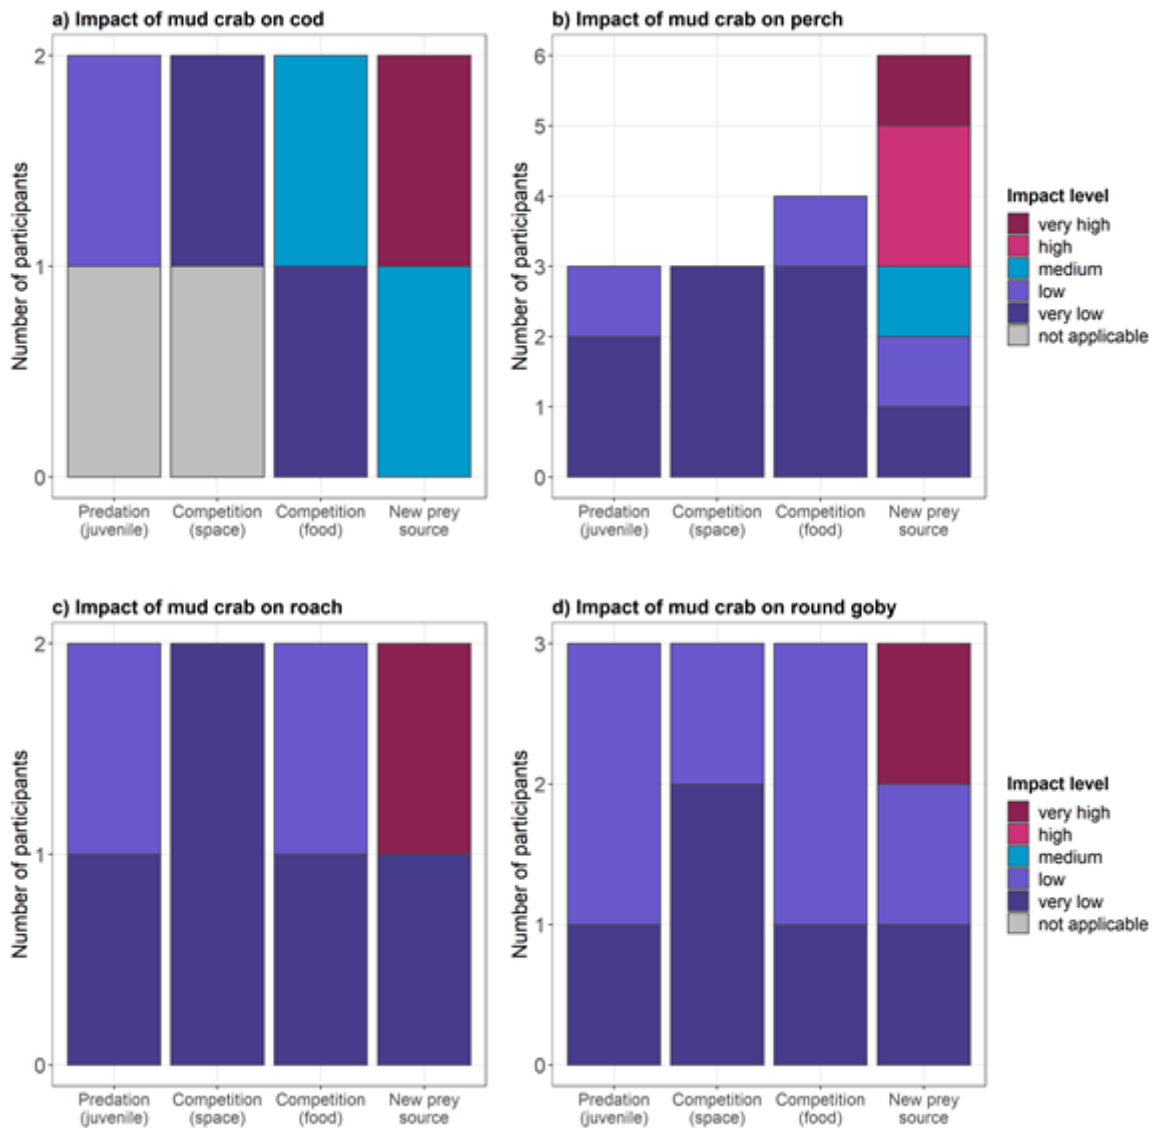 a) Impact of mud crab on cod
Number of participants
2
1
0
Predation
(juvenile)
Competition
(space)
Competition
(food)
New prey
source
b) Impact of mud crab on perch
Number of participants
6
5
4
3
2
1
0
Predation
(juvenile)
Competition
(space)
Competition
(food)
New prey
source
Impact level
very high
high
medium
low
very low
not applicable
c) Impact of mud crab on roach
Number of participants
2
1
0
Predation
(juvenile)
Competition
(space)
Competition
(food)
New prey
source
d) Impact of mud crab on round goby
Number of participants
3
2
1
0
Predation
(juvenile)
Competition
(space)
Competition
(food)
New prey
source
Impact level
very high
high
medium
low
very low
not applicable